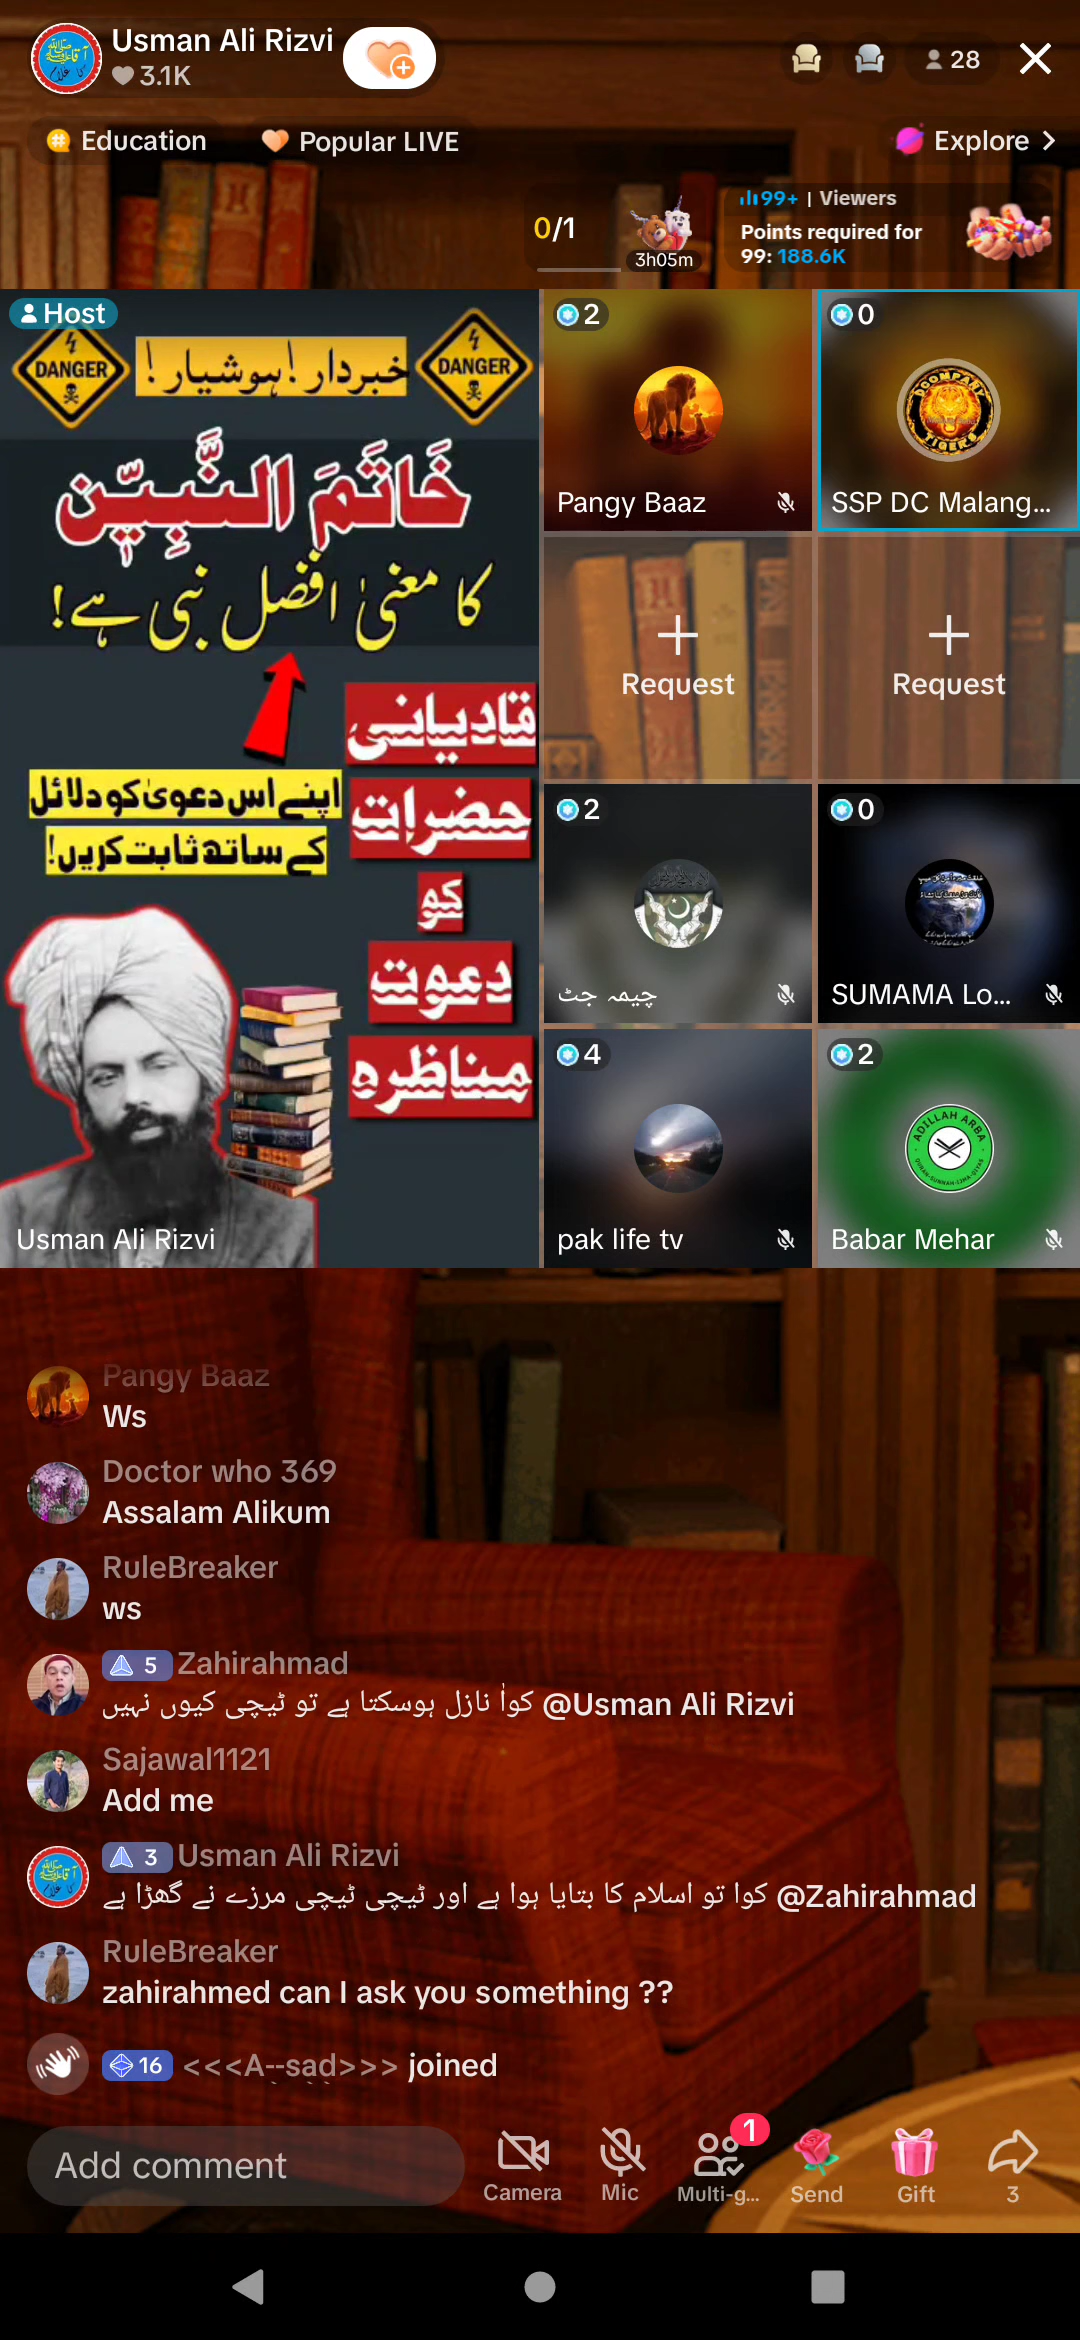 Usman Ali Rizvi
3.1K
28
Education
Popular LIVE
Explore
0/1
3h05m
99+ | Viewers
Points required for
99: 188.6K
Host
DANGER
خبردار! ہوشیار!
DANGER
خَاتَمَ النَّبِیّٖن
کا معنیٰ افضل نبی ہے!
قادیانی
حضرات
کو
دعوت
مناظرہ
اپنے اس دعویٰ کو دلائل
کے ساتھ ثابت کریں!
Usman Ali Rizvi
2
Pangy Baaz
0
DCOMPANY
TIGERS
SSP DC Malang...
Request
Request
2
چیمہ جٹ
0
SUMAMA Lo...
4
pak life tv
2
ADILLAH ARBA
Babar Mehar
Pangy Baaz
Ws
Doctor who 369
Assalam Alikum
RuleBreaker
ws
5 Zahirahmad
@Usman Ali Rizvi کواٰ نازل ہوسکتا ہے تو ٹیچی کیوں نہیں
Sajawal1121
Add me
3 Usman Ali Rizvi
@Zahirahmad کوا تو اسلام کا بتایا ہوا ہے اور ٹیچی ٹیچی مرزے نے گھڑا ہے
RuleBreaker
zahirahmed can I ask you something ??
16 <<<A--sad>>> joined
Add comment
Camera
Mic
1
Multi-g...
Send
Gift
3